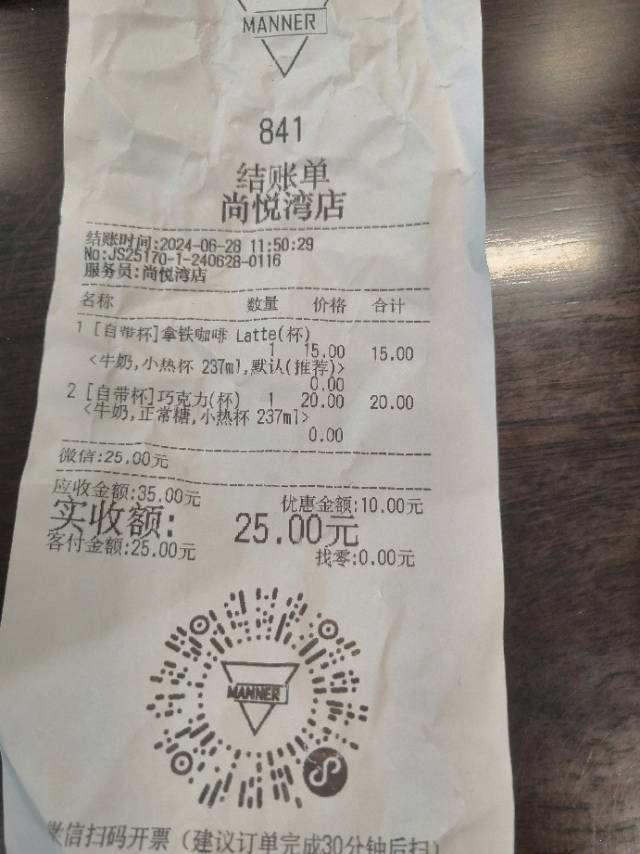 MANNER
841
结账单
尚悦湾店
结账时间:2024-06-28 11:50:29
No:JS25170-1-240628-0116
服务员:尚悦湾店
名称 数量 价格 合计
1 [自带杯]拿铁咖啡 Latte(杯)
1 15.00 15.00
<牛奶,小热杯 237ml,默认(推荐)>
0.00
2 [自带杯]巧克力(杯) 1 20.00 20.00
<牛奶,正常糖,小热杯 237ml>
0.00
微信:25.00元
应收金额:35.00元 优惠金额:10.00元
实收额: 25.00元
客付金额:25.00元 找零:0.00元
MANNER
微信扫码开票(建议订单完成30分钟后扫)